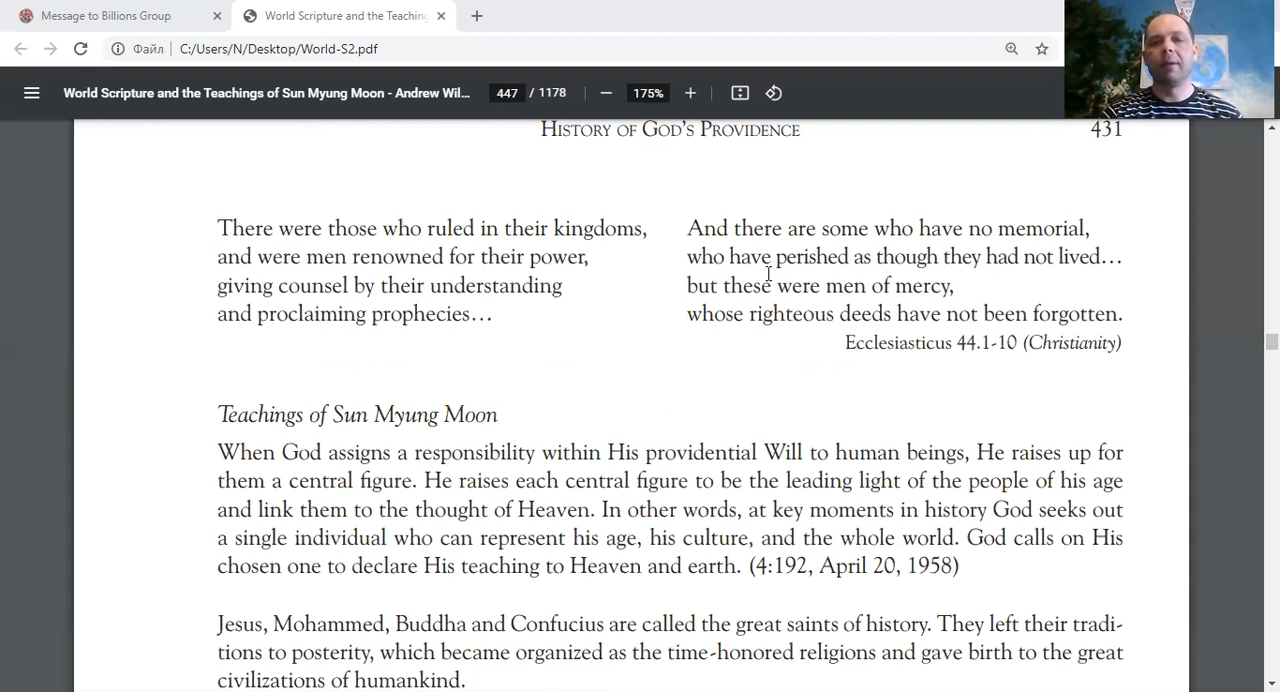 Message to Billions Group
World Scripture and the Teaching
Файл
C:/Users/N/Desktop/World-S2.pdf
World Scripture and the Teachings of Sun Myung Moon - Andrew Wil...
447 / 1178
175%
HISTORY OF GOD'S PROVIDENCE
431
There were those who ruled in their kingdoms,
and were men renowned for their power,
giving counsel by their understanding
and proclaiming prophecies…
And there are some who have no memorial,
who have perished as though they had not lived…
but these were men of mercy,
whose righteous deeds have not been forgotten.
Ecclesiasticus 44.1-10 (Christianity)
Teachings of Sun Myung Moon
When God assigns a responsibility within His providential Will to human beings, He raises up for
them a central figure. He raises each central figure to be the leading light of the people of his age
and link them to the thought of Heaven. In other words, at key moments in history God seeks out
a single individual who can represent his age, his culture, and the whole world. God calls on His
chosen one to declare His teaching to Heaven and earth. (4:192, April 20, 1958)
Jesus, Mohammed, Buddha and Confucius are called the great saints of history. They left their tradi-
tions to posterity, which became organized as the time-honored religions and gave birth to the great
civilizations of humankind.